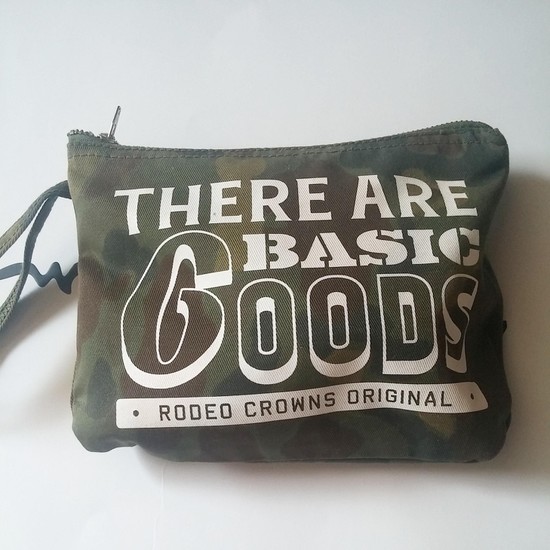 THERE ARE
BASIC
GOODS
• RODEO CROWNS ORIGINAL •